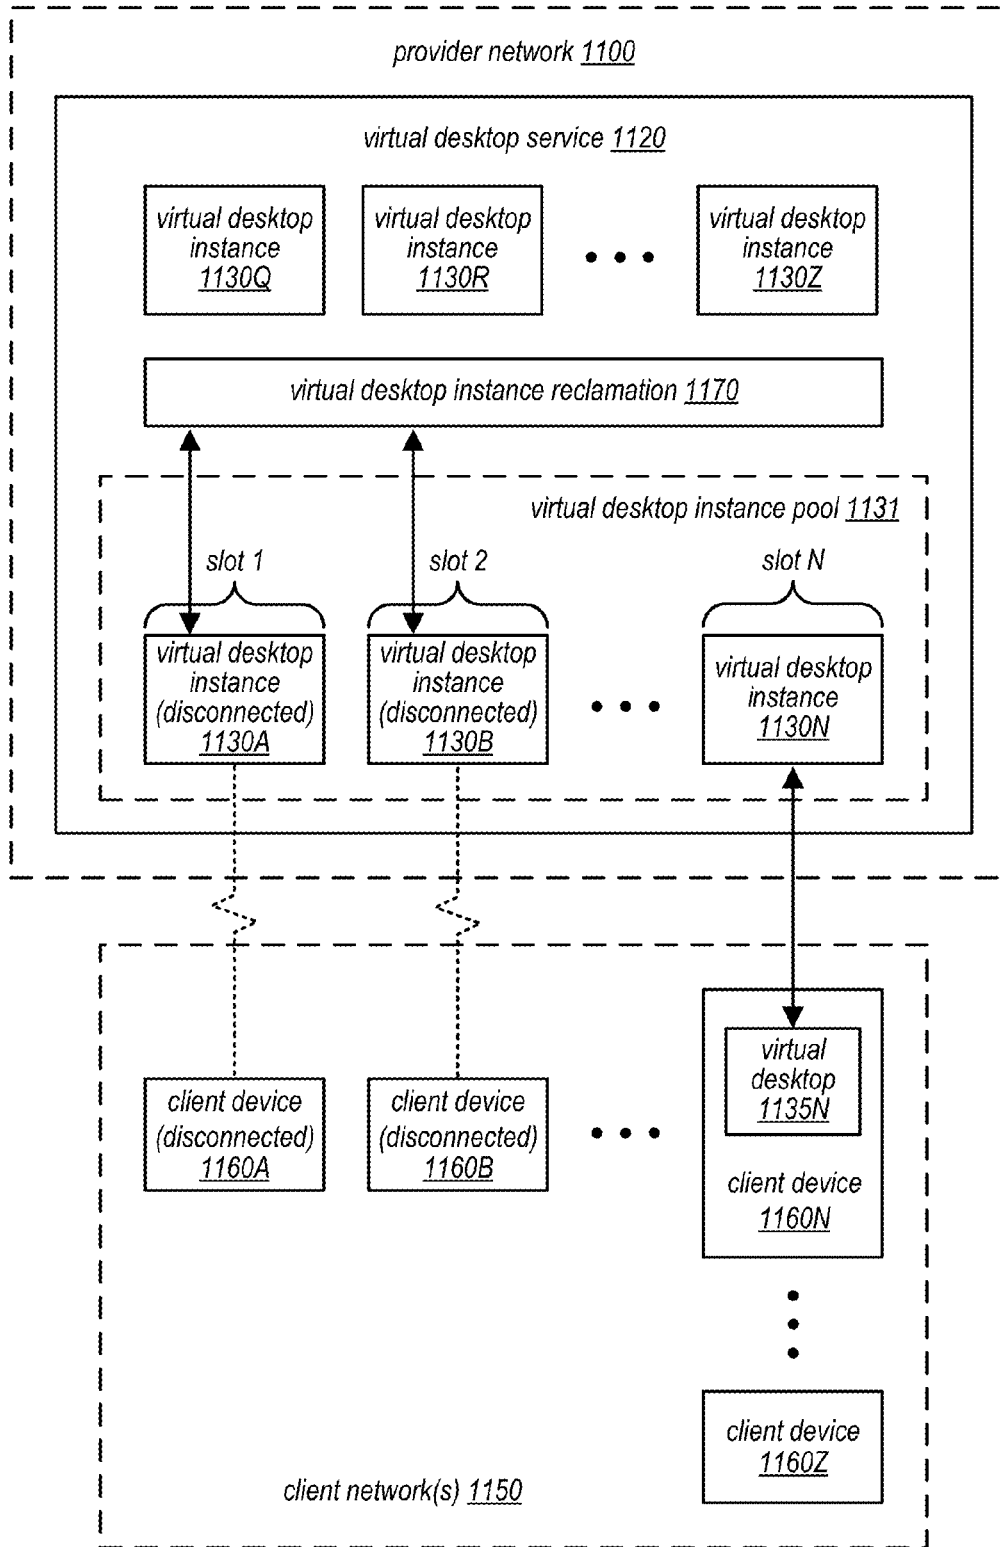 provider network 1100
virtual desktop service 1120
virtual desktop
instance
1130Q
virtual desktop
instance
1130R
virtual desktop
instance
1130Z
virtual desktop instance reclamation 1170
virtual desktop instance pool 1131
slot 1
slot 2
slot N
virtual desktop
instance
(disconnected)
1130A
virtual desktop
instance
(disconnected)
1130B
virtual desktop
instance
1130N
client device
(disconnected)
1160A
client device
(disconnected)
1160B
virtual
desktop
1135N
client device
1160N
client device
1160Z
client network(s) 1150